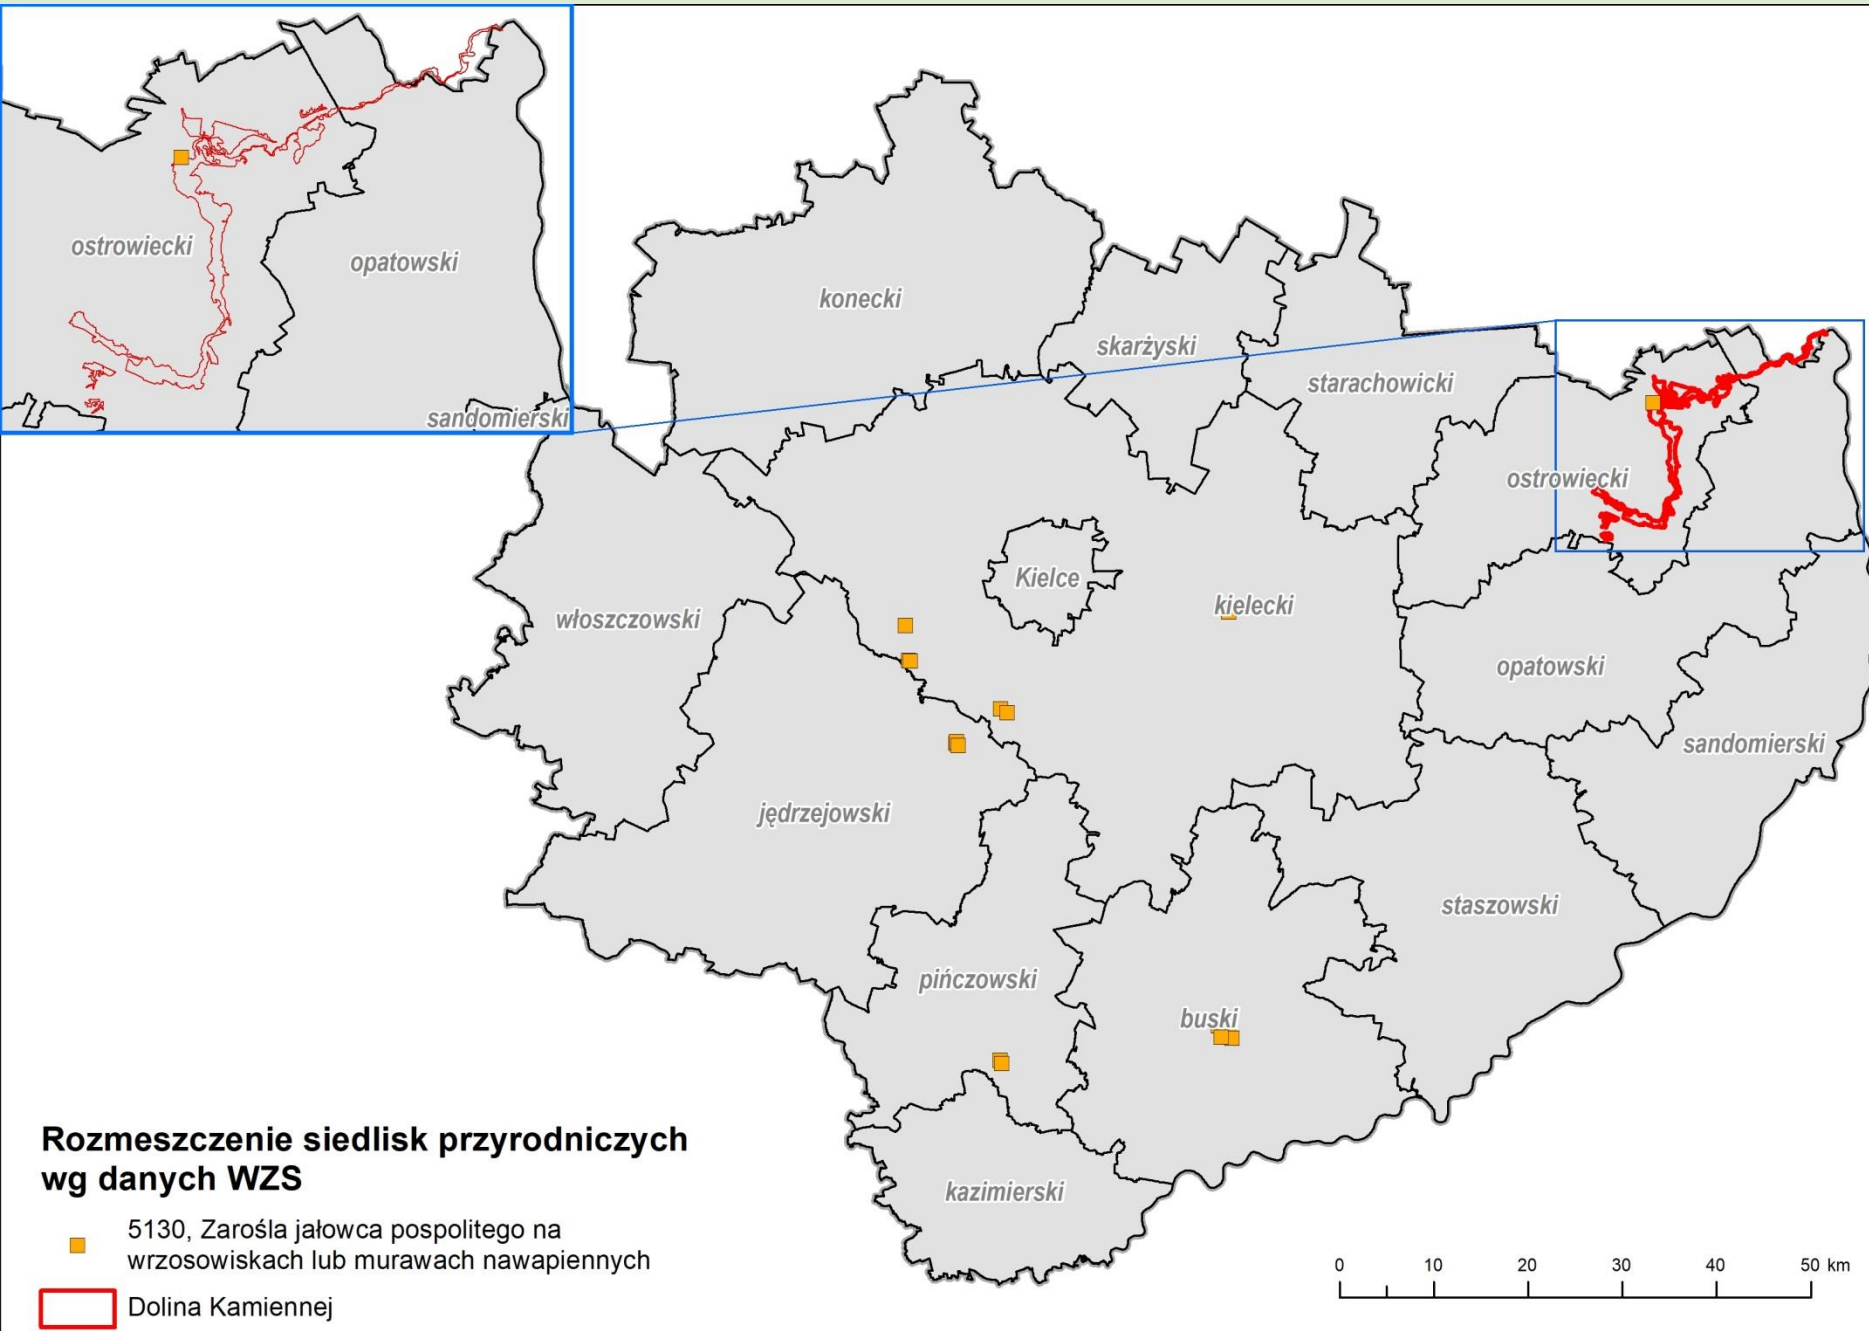 ostrowiecki
opatowski
sandomierski
konecki
skarżyski
starachowicki
ostrowiecki
Kielce
kielecki
włoszczowski
opatowski
sandomierski
jędrzejowski
staszowski
pińczowski
buski
kazimierski
Rozmeszczenie siedlisk przyrodniczych
wg danych WZS
5130, Zarośla jałowca pospolitego na
wrzosowiskach lub murawach nawapiennych
Dolina Kamiennej
0 10 20 30 40 50 km